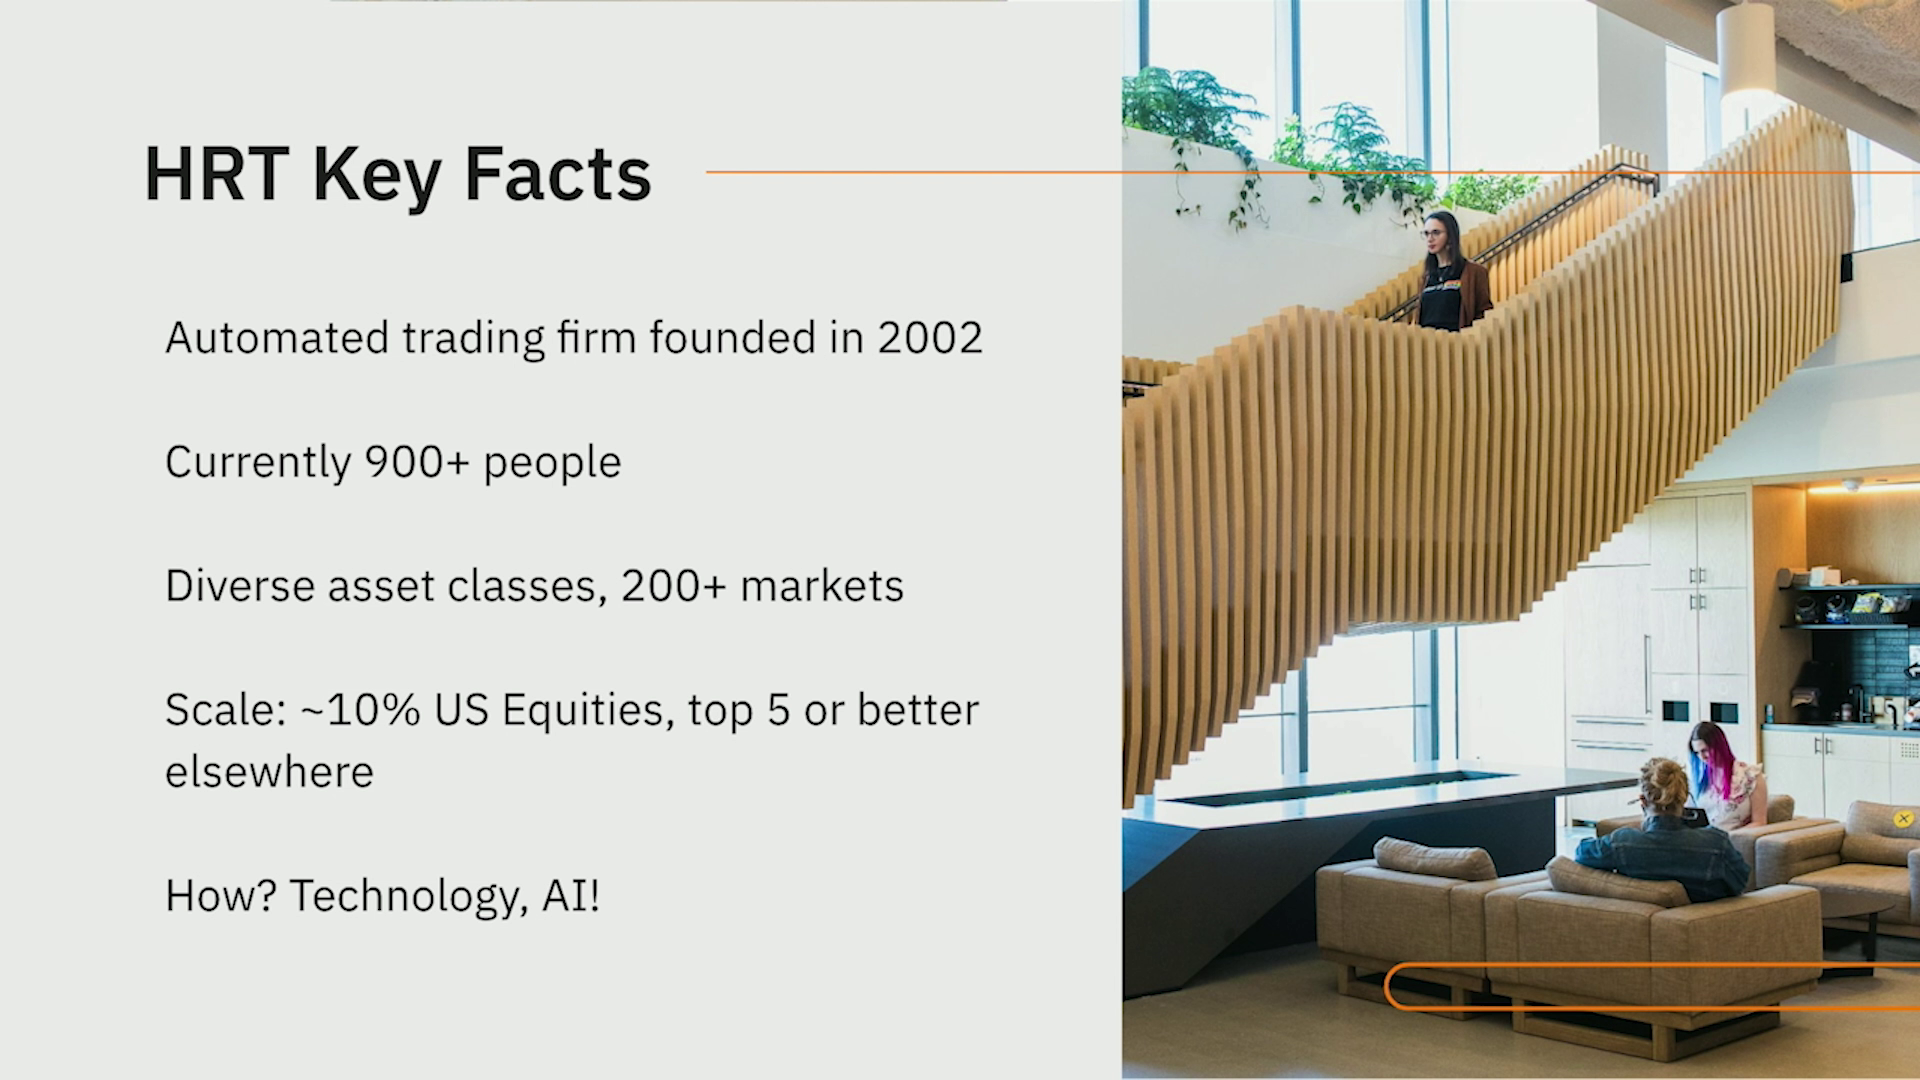 HRT Key Facts
Automated trading firm founded in 2002
Currently 900+ people
Diverse asset classes, 200+ markets
Scale: ~10% US Equities, top 5 or better
elsewhere
How? Technology, AI!